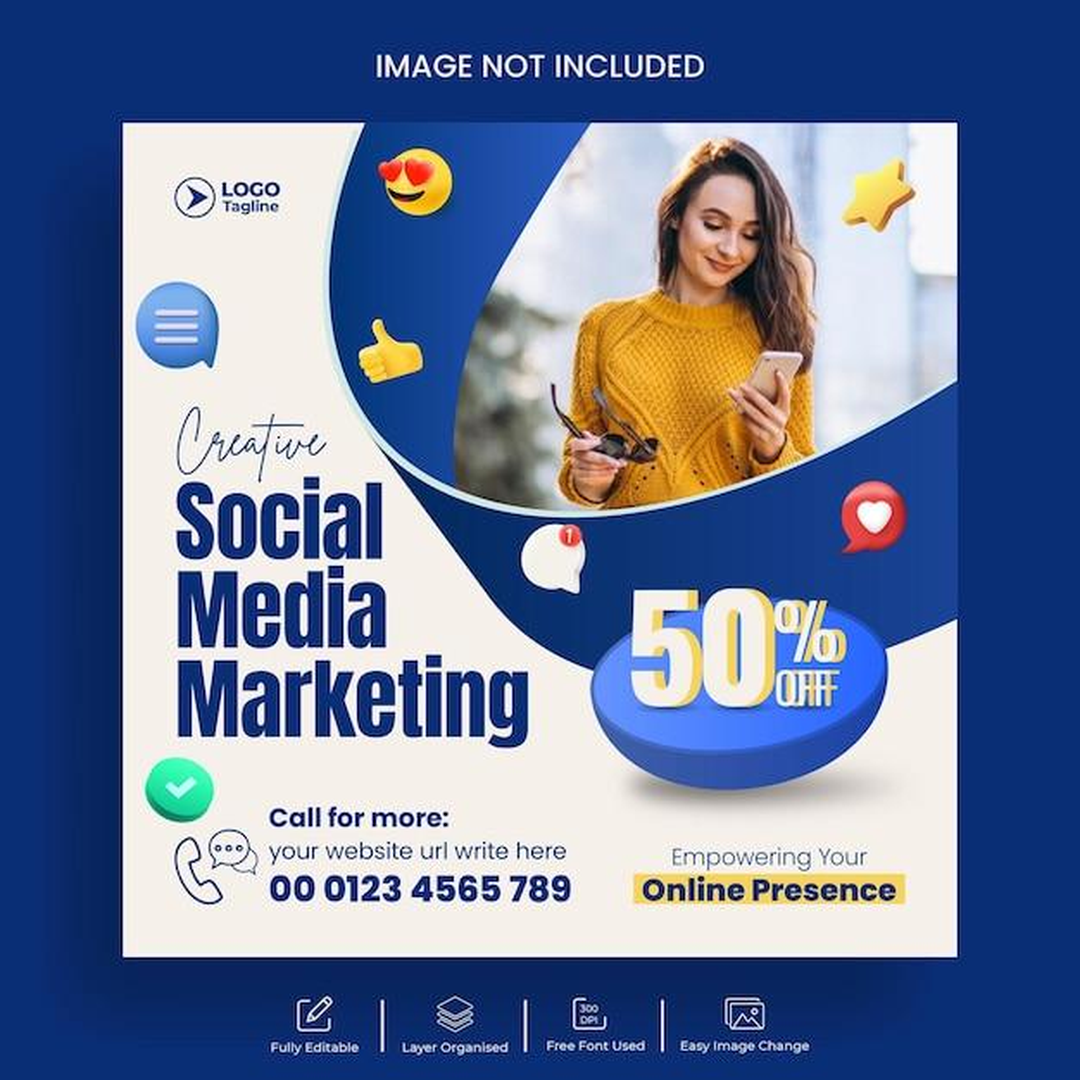 IMAGE NOT INCLUDED
LOGO
Tagline
Creative
Social
Media
Marketing
1
50%
OFF
Call for more:
your website url write here
00 0123 4565 789
Empowering Your
Online Presence
300
DPI
Fully Editable
Layer Organised
Free Font Used
Easy Image Change